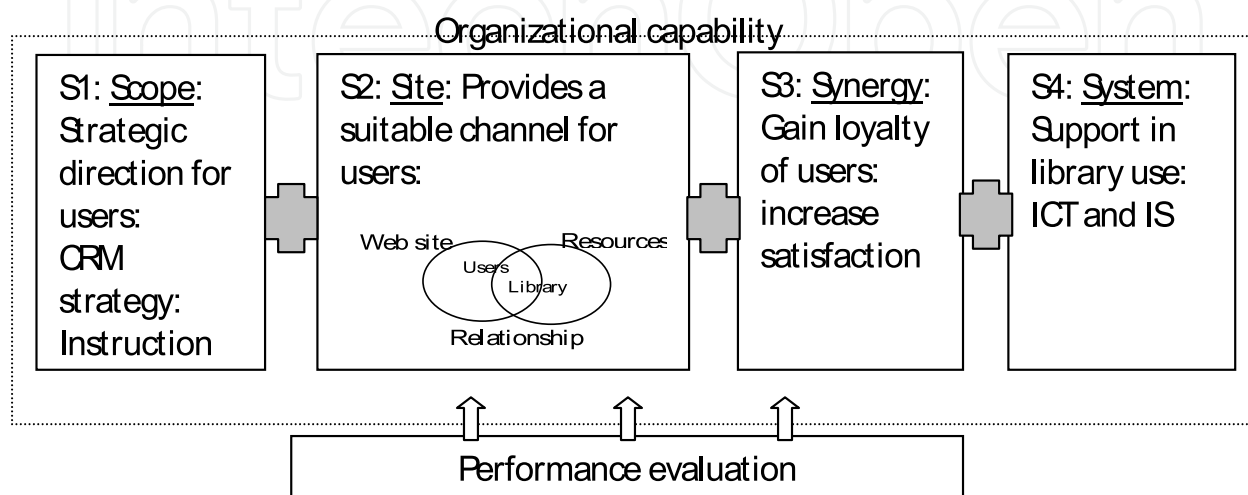 IntechOpen
Organizational capability
S1: Scope:
Strategic
direction for
users:
CRM
strategy:
Instruction
S2: Site: Provides a
suitable channel for
users:
Web site
Resources
Users
Library
Relationship
S3: Synergy:
Gain loyalty
of users:
increase
satisfaction
S4: System:
Support in
library use:
ICT and IS
Performance evaluation